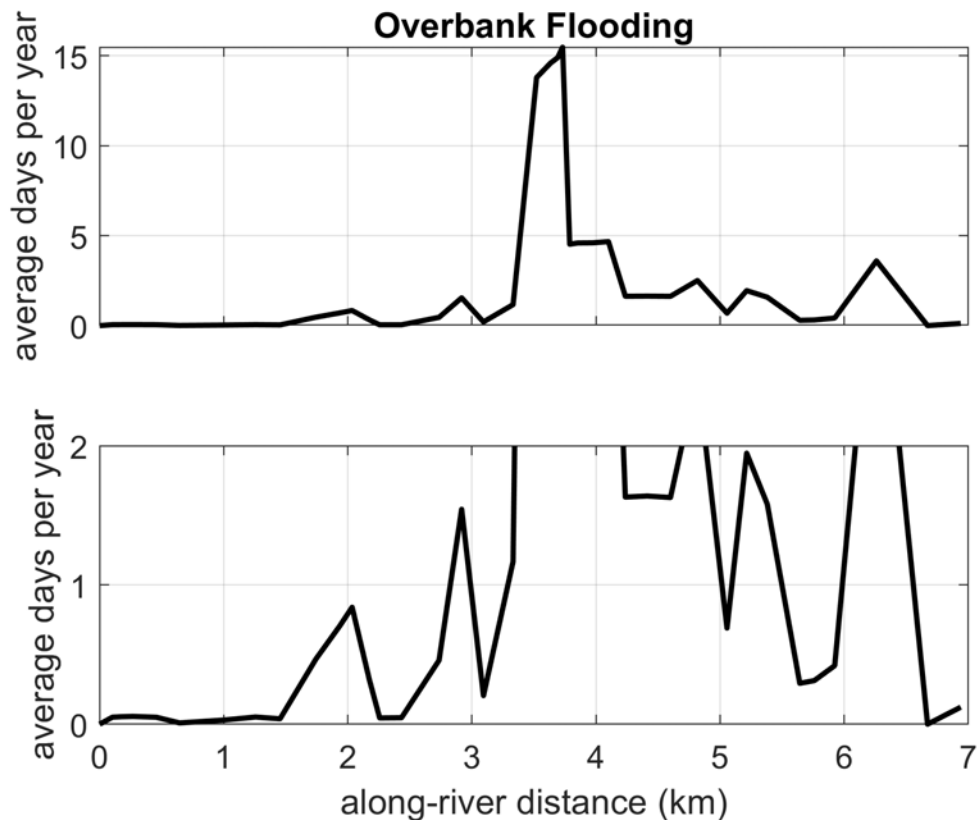 Overbank Flooding
average days per year
15
10
5
0
average days per year
2
1
0
0 1 2 3 4 5 6 7
along-river distance (km)